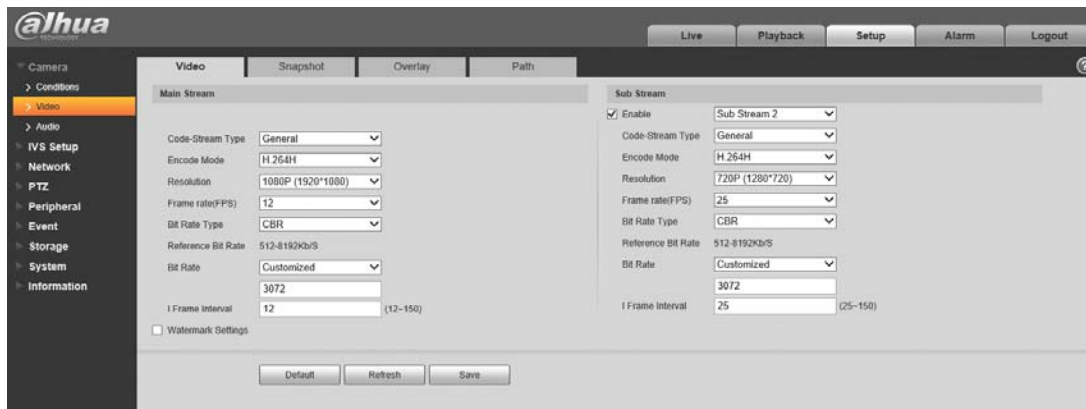 alhua
TECHNOLOGY
Live Playback Setup Alarm Logout
Camera
Conditions
Video
Audio
IVS Setup
Network
PTZ
Peripheral
Event
Storage
System
Information
Video Snapshot Overlay Path
Main Stream
Code-Stream Type General
Encode Mode H.264H
Resolution 1080P (1920*1080)
Frame rate(FPS) 12
Bit Rate Type CBR
Reference Bit Rate 512-8192Kb/S
Bit Rate Customized
3072
I Frame Interval 12 (12~150)
Watermark Settings
Sub Stream
Enable Sub Stream 2
Code-Stream Type General
Encode Mode H.264H
Resolution 720P (1280*720)
Frame rate(FPS) 25
Bit Rate Type CBR
Reference Bit Rate 512-8192Kb/S
Bit Rate Customized
3072
I Frame Interval 25 (25~150)
Default Refresh Save